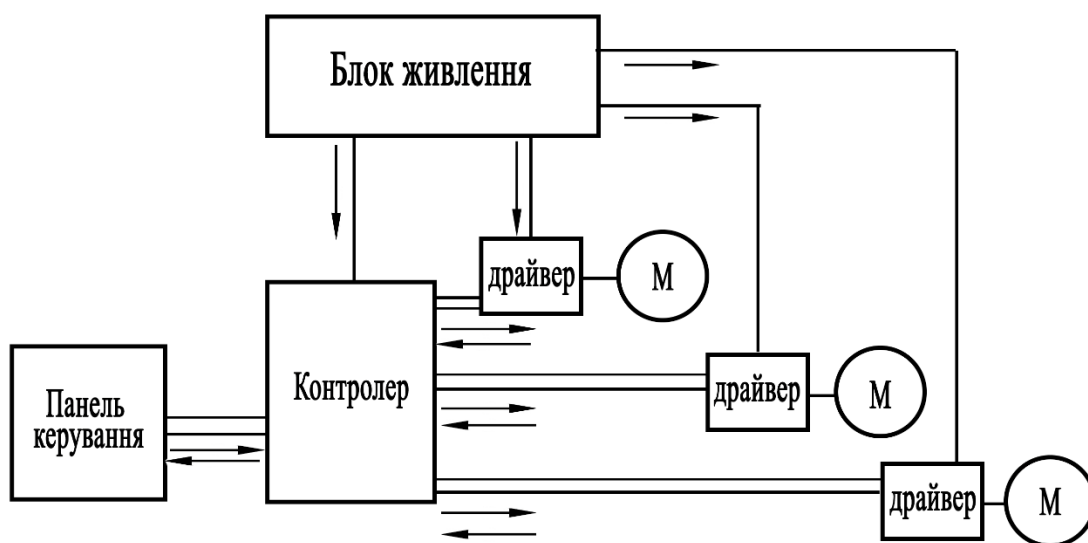 Блок живлення
драйвер
М
Контролер
драйвер
М
Панель
керування
драйвер
М